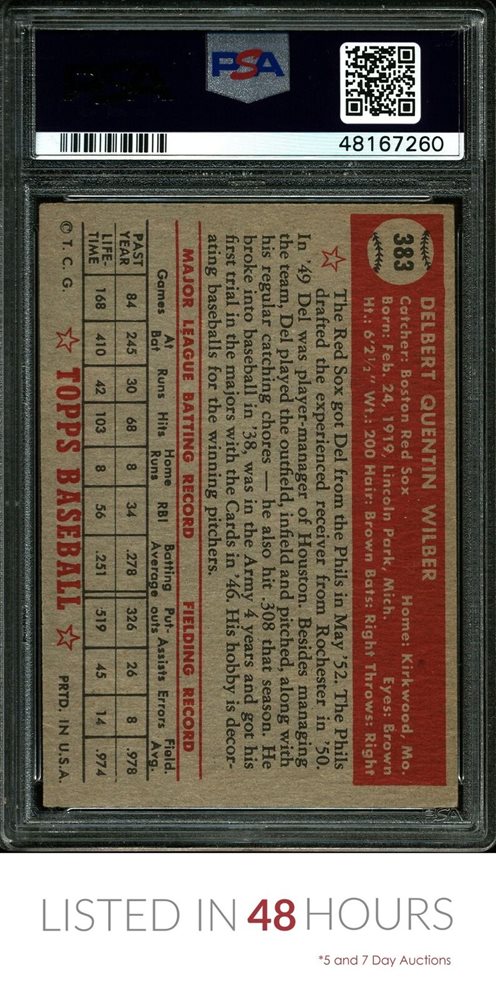 PSA
48167260
383
DELBERT QUENTIN WILBER
Catcher: Boston Red Sox Home: Kirkwood, Mo.
Born: Feb. 24, 1919, Lincoln Park, Mich. Eyes: Brown
Ht.: 6'2½" Wt.: 200 Hair: Brown Bats: Right Throws: Right
The Red Sox got Del from the Phils in May '52. The Phils
drafted the experienced receiver from Rochester in '50.
In '49 Del was player-manager of Houston. Besides managing
the team, Del played the outfield, infield and pitched, along with
his regular catching chores — he also hit .308 that season. He
broke into baseball in '38, was in the Army 4 years and got his
first trial in the majors with the Cards in '46. His hobby is decor-
ating baseballs for the winning pitchers.
MAJOR LEAGUE BATTING RECORD FIELDING RECORD
Games At Bat Runs Hits Home Runs RBI Batting Average Put-outs Assists Errors Field. Avg.
PAST YEAR 84 245 30 68 8 34 .278 326 26 8 .978
LIFE-TIME 168 410 42 103 8 56 .251 519 45 14 .974
© T. C. G. TOPPS BASEBALL PRTD. IN U.S.A.
PSA
LISTED IN 48 HOURS
*5 and 7 Day Auctions